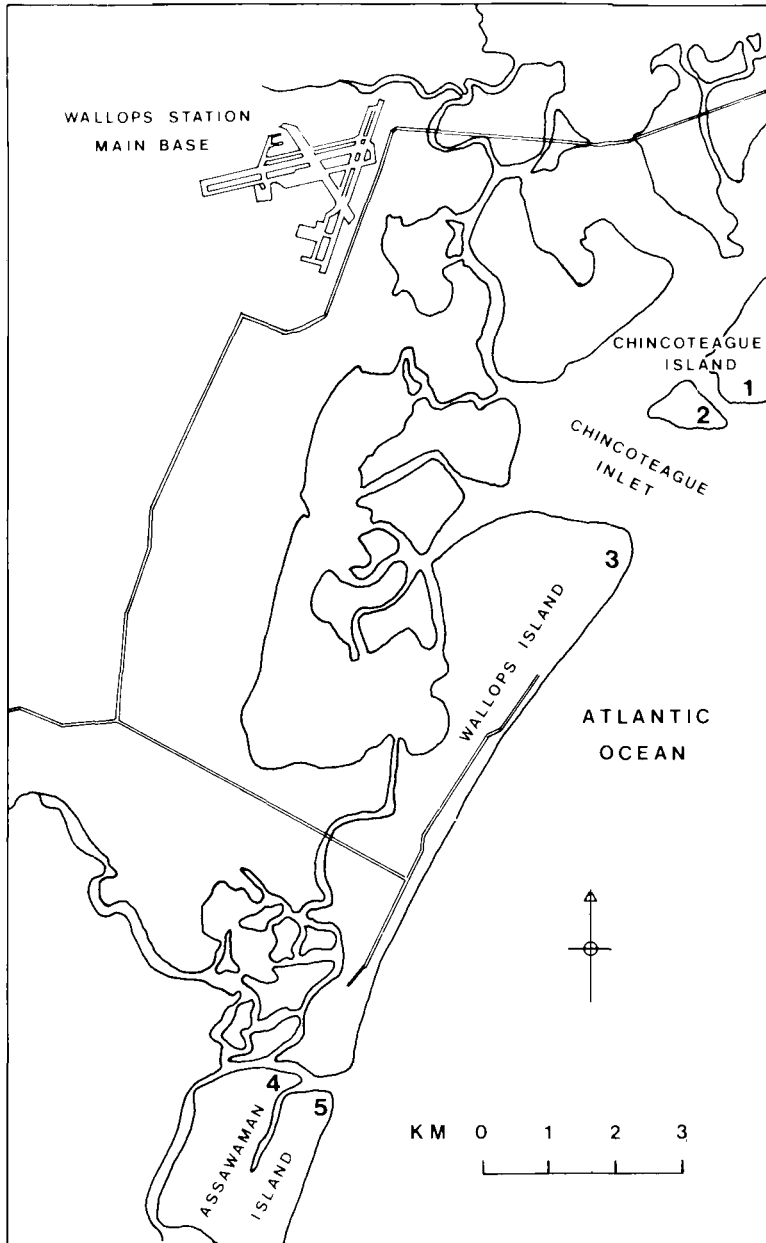 WALLOPS STATION
MAIN BASE
CHINCOTEAGUE
ISLAND
1
2
CHINCOTEAGUE
INLET
3
WALLOPS ISLAND
ATLANTIC
OCEAN
4
5
ASSAWAMAN
ISLAND
KM 0 1 2 3